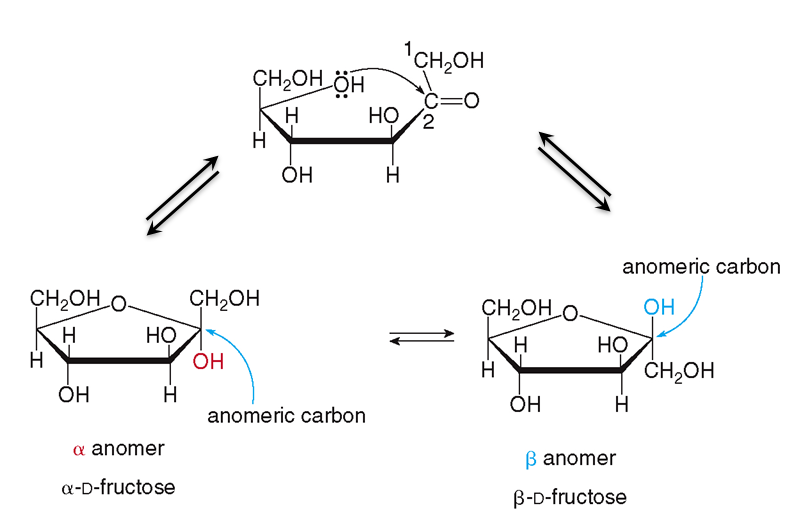 1
CH₂OH
CH₂OH ÖH
C=O
H HO 2
H
OH H
anomeric carbon
CH₂OH O CH₂OH
CH₂OH O OH
H HO
H HO
H OH
H CH₂OH
OH H
OH H
anomeric carbon
α anomer
β anomer
α-D-fructose
β-D-fructose